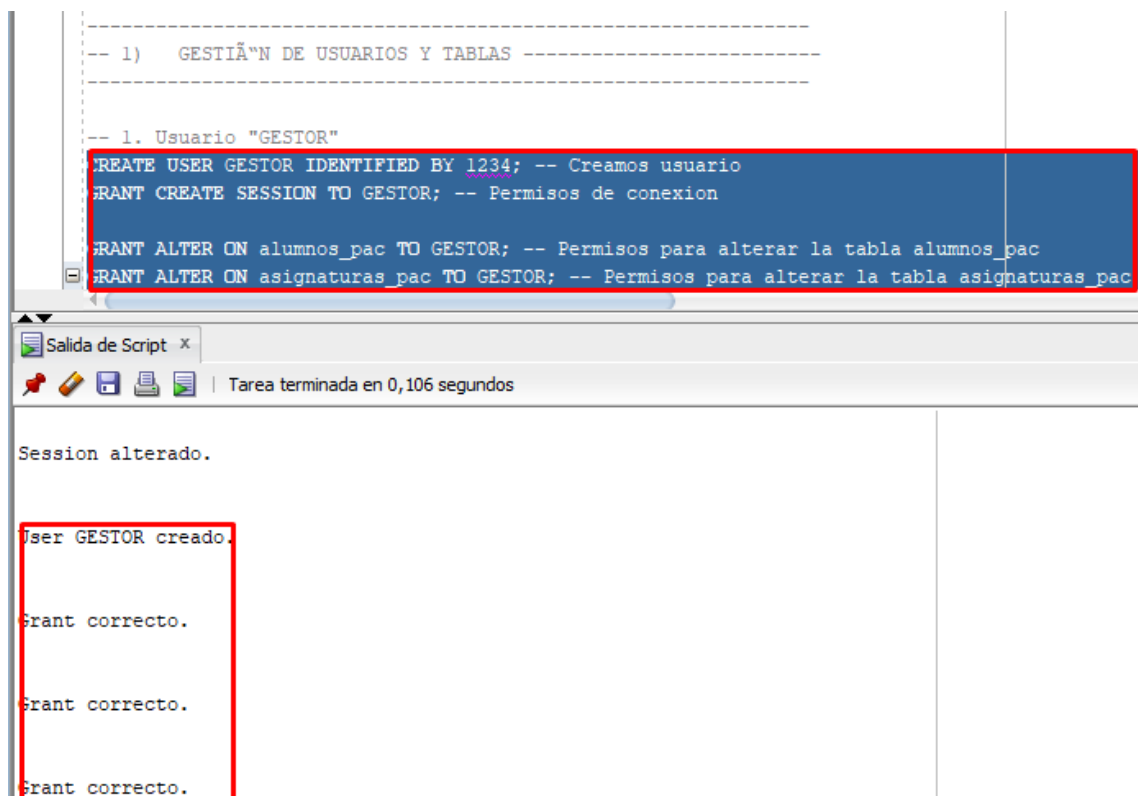 ------------------------------------------------------------------
-- 1)   GESTIÃ“N DE USUARIOS Y TABLAS --------------------------
------------------------------------------------------------------
-- 1. Usuario "GESTOR"
CREATE USER GESTOR IDENTIFIED BY 1234; -- Creamos usuario
GRANT CREATE SESSION TO GESTOR; -- Permisos de conexion
GRANT ALTER ON alumnos_pac TO GESTOR; -- Permisos para alterar la tabla alumnos_pac
GRANT ALTER ON asignaturas_pac TO GESTOR; -- Permisos para alterar la tabla asignaturas_pac
Salida de Script x
Tarea terminada en 0,106 segundos
Session alterado.
User GESTOR creado.
Grant correcto.
Grant correcto.
Grant correcto.